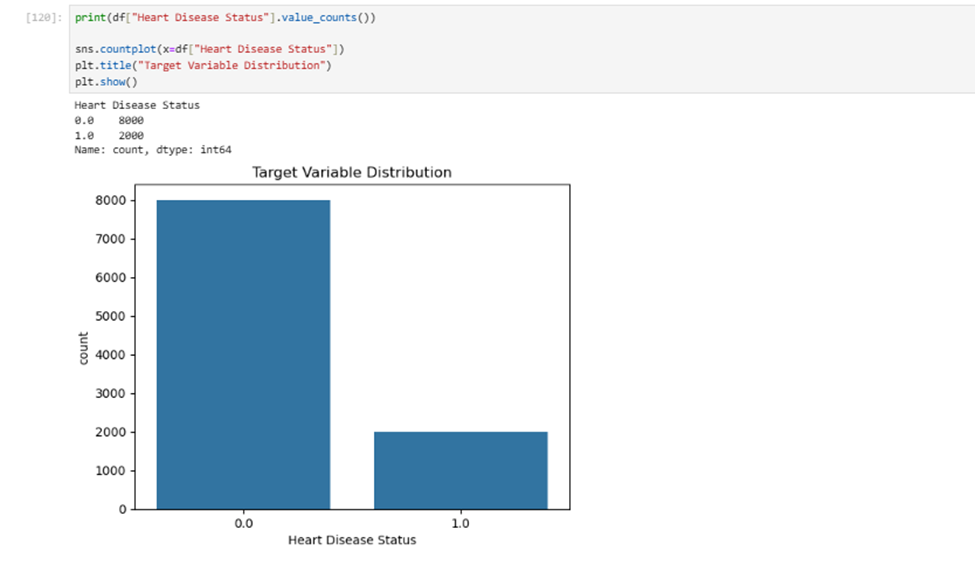 [120]: print(df["Heart Disease Status"].value_counts())
sns.countplot(x=df["Heart Disease Status"])
plt.title("Target Variable Distribution")
plt.show()
Heart Disease Status
0.0    8000
1.0    2000
Name: count, dtype: int64
Target Variable Distribution
8000
7000
6000
5000
4000
3000
2000
1000
0
count
0.0 1.0
Heart Disease Status